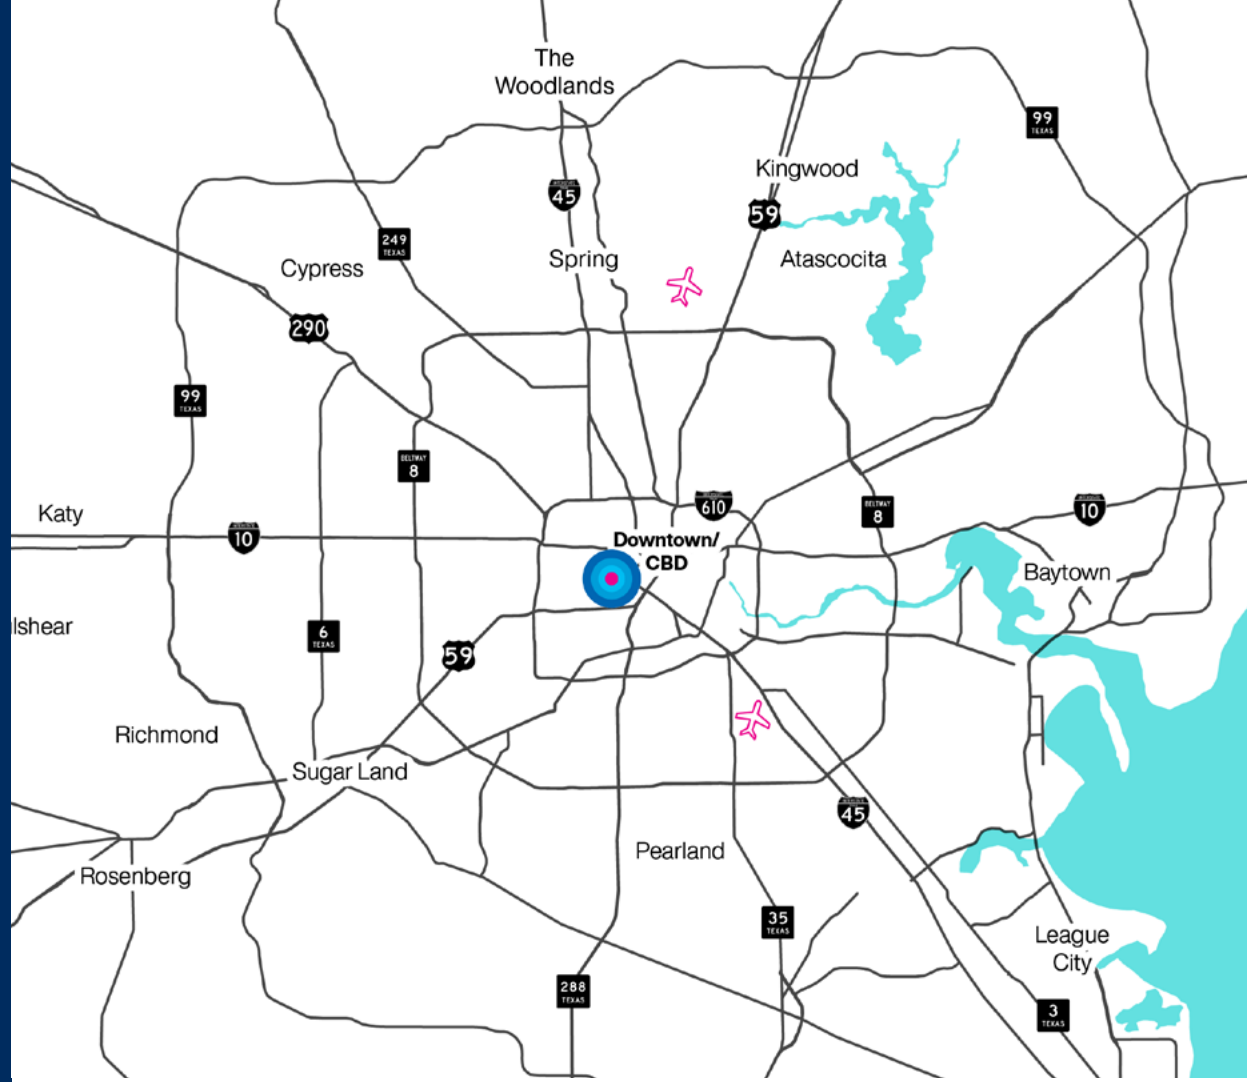 The
Woodlands
99
TEXAS
Kingwood
45
59
249
TEXAS
Spring
Atascocita
Cypress
290
99
TEXAS
BELTWAY
8
610
BELTWAY
8
10
Katy
10
Downtown/
CBD
Baytown
lshear
6
TEXAS
59
Richmond
Sugar Land
45
Pearland
Rosenberg
35
TEXAS
League
City
288
TEXAS
3
TEXAS